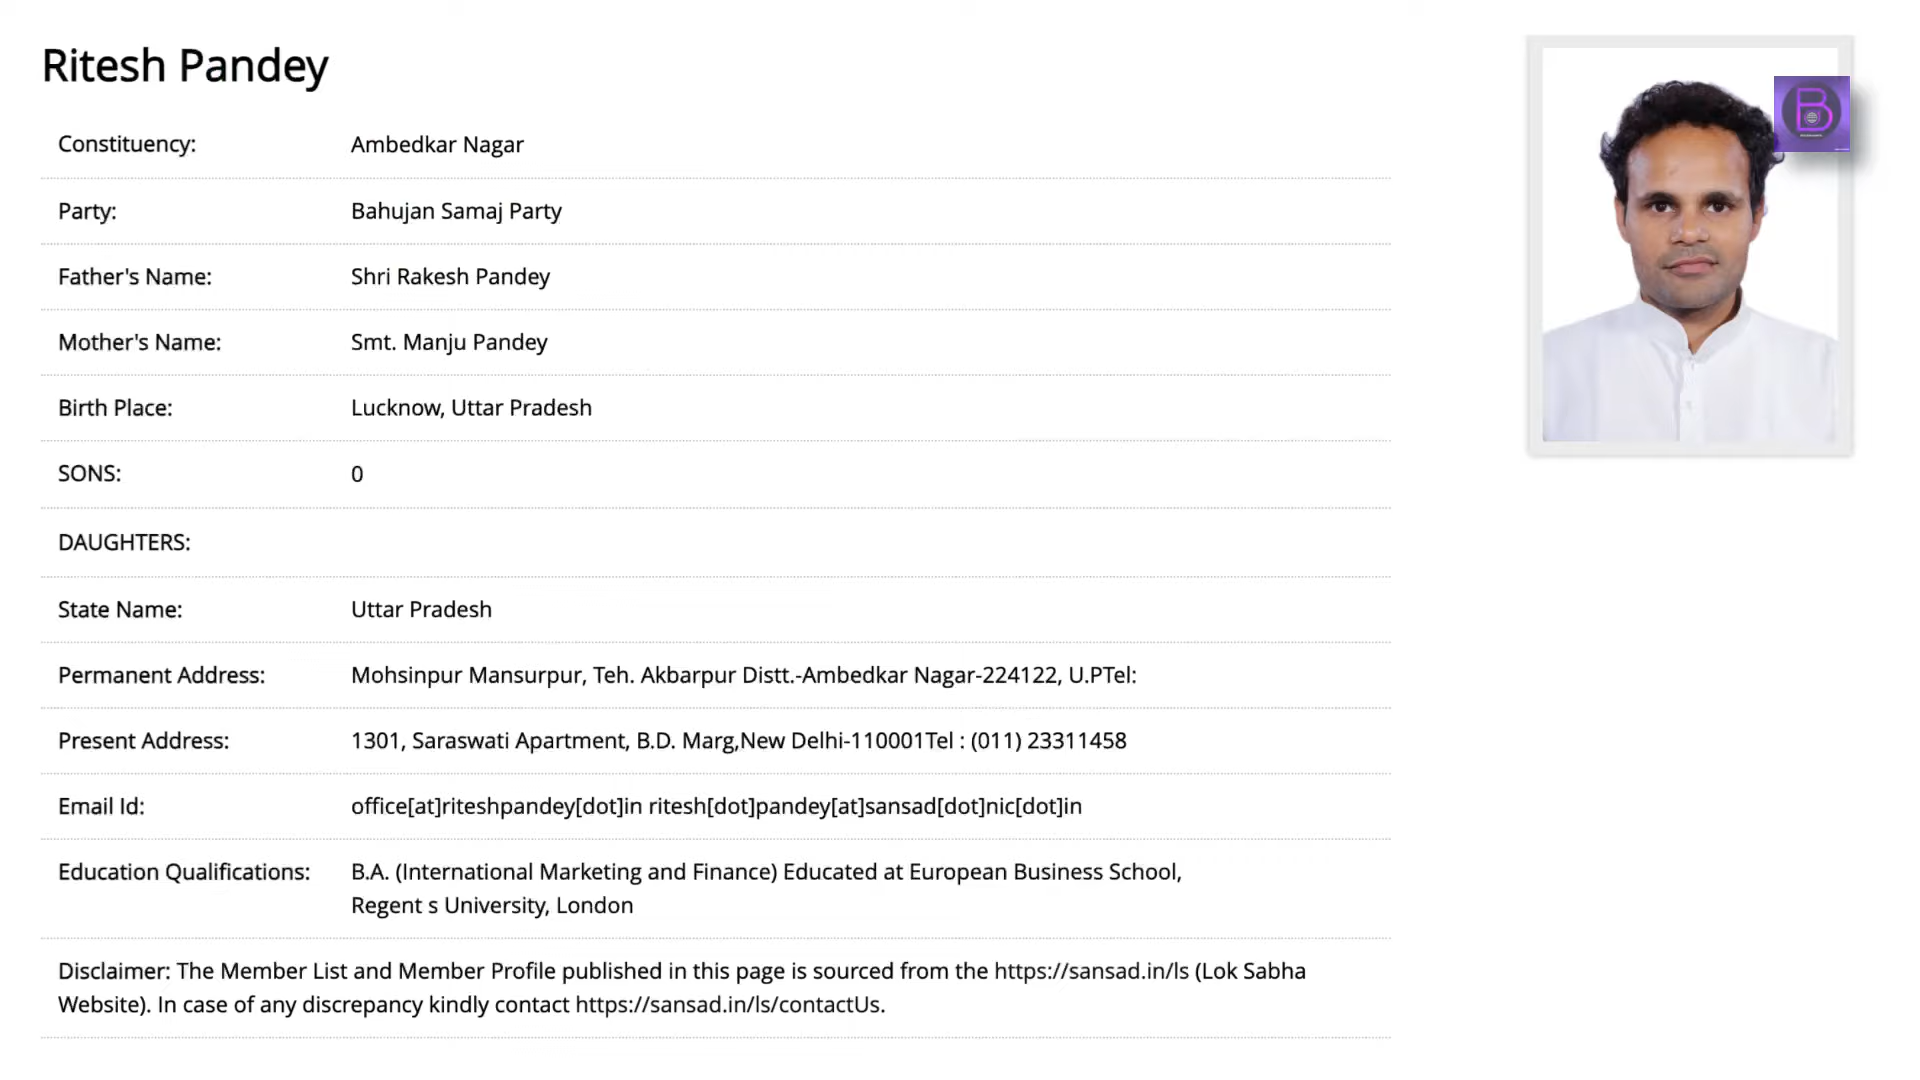 Ritesh Pandey
Constituency: Ambedkar Nagar
Party: Bahujan Samaj Party
Father's Name: Shri Rakesh Pandey
Mother's Name: Smt. Manju Pandey
Birth Place: Lucknow, Uttar Pradesh
SONS: 0
DAUGHTERS:
State Name: Uttar Pradesh
Permanent Address: Mohsinpur Mansurpur, Teh. Akbarpur Distt.-Ambedkar Nagar-224122, U.PTel:
Present Address: 1301, Saraswati Apartment, B.D. Marg,New Delhi-110001Tel : (011) 23311458
Email Id: office[at]riteshpandey[dot]in ritesh[dot]pandey[at]sansad[dot]nic[dot]in
Education Qualifications: B.A. (International Marketing and Finance) Educated at European Business School,
Regent s University, London
Disclaimer: The Member List and Member Profile published in this page is sourced from the https://sansad.in/ls (Lok Sabha
Website). In case of any discrepancy kindly contact https://sansad.in/ls/contactUs.
B